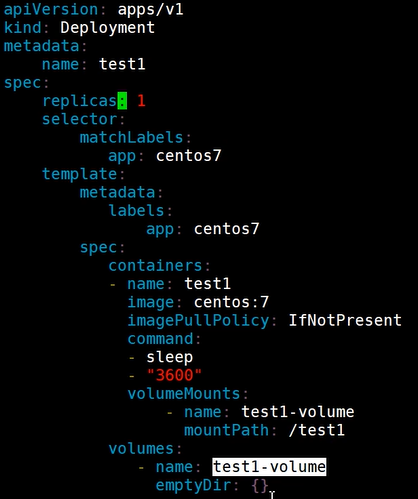 apiVersion: apps/v1
kind: Deployment
metadata:
    name: test1
spec:
    replicas: 1
    selector:
        matchLabels:
           app: centos7
    template:
        metadata:
           labels:
               app: centos7
        spec:
           containers:
           - name: test1
             image: centos:7
             imagePullPolicy: IfNotPresent
             command:
             - sleep
             - "3600"
             volumeMounts:
                 - name: test1-volume
                   mountPath: /test1
           volumes:
              - name: test1-volume
                emptyDir: {}